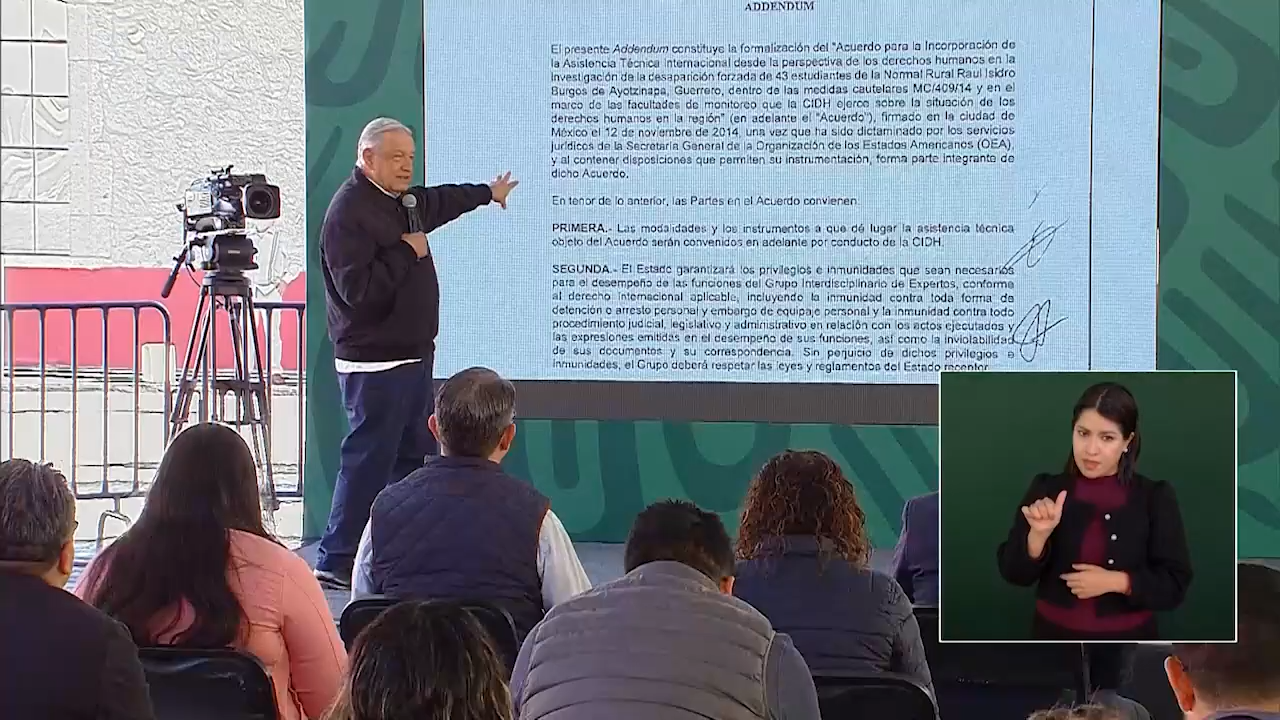 ADDENDUM
El presente Addendum constituye la formalización del "Acuerdo para la Incorporación de
la Asistencia Técnica Internacional desde la perspectiva de los derechos humanos en la
investigación de la desaparición forzada de 43 estudiantes de la Normal Rural Raúl Isidro
Burgos de Ayotzinapa, Guerrero, dentro de las medidas cautelares MC/409/14 y en el
marco de las facultades de monitoreo que la CIDH ejerce sobre la situación de los
derechos humanos en la región" (en adelante el "Acuerdo"), firmado en la ciudad de
México el 12 de noviembre de 2014, una vez que ha sido dictaminado por los servicios
jurídicos de la Secretaría General de la Organización de los Estados Americanos (OEA),
y al contener disposiciones que permiten su instrumentación, forma parte integrante de
dicho Acuerdo.
En tenor de lo anterior, las Partes en el Acuerdo convienen:
PRIMERA.- Las modalidades y los instrumentos a que dé lugar la asistencia técnica
objeto del Acuerdo serán convenidos en adelante por conducto de la CIDH.
SEGUNDA.- El Estado garantizará los privilegios e inmunidades que sean necesarios
para el desempeño de las funciones del Grupo Interdisciplinario de Expertos, conforme
al derecho internacional aplicable, incluyendo la inmunidad contra toda forma de
detención o arresto personal y embargo de equipaje personal y la inmunidad contra todo
procedimiento judicial, legislativo y administrativo en relación con los actos ejecutados y
las expresiones emitidas en el desempeño de sus funciones, así como la inviolabilidad
de sus documentos y su correspondencia. Sin perjuicio de dichos privilegios e
inmunidades, el Grupo deberá respetar las leyes y reglamentos del Estado receptor.